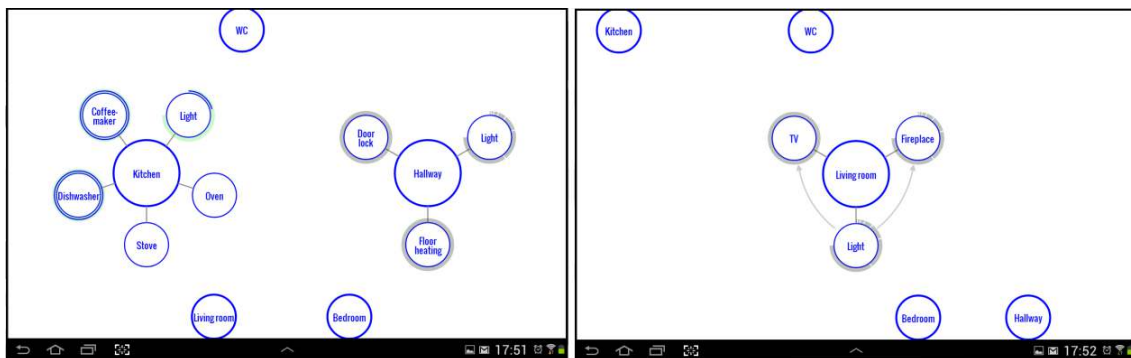 WC
Coffee-
maker
Light
Kitchen
Dishwasher
Oven
Stove
Door
lock
Light
Hallway
Floor
heating
Living room
Bedroom
17:51
Kitchen
WC
TV
Fireplace
Living room
Light
Bedroom
Hallway
17:52